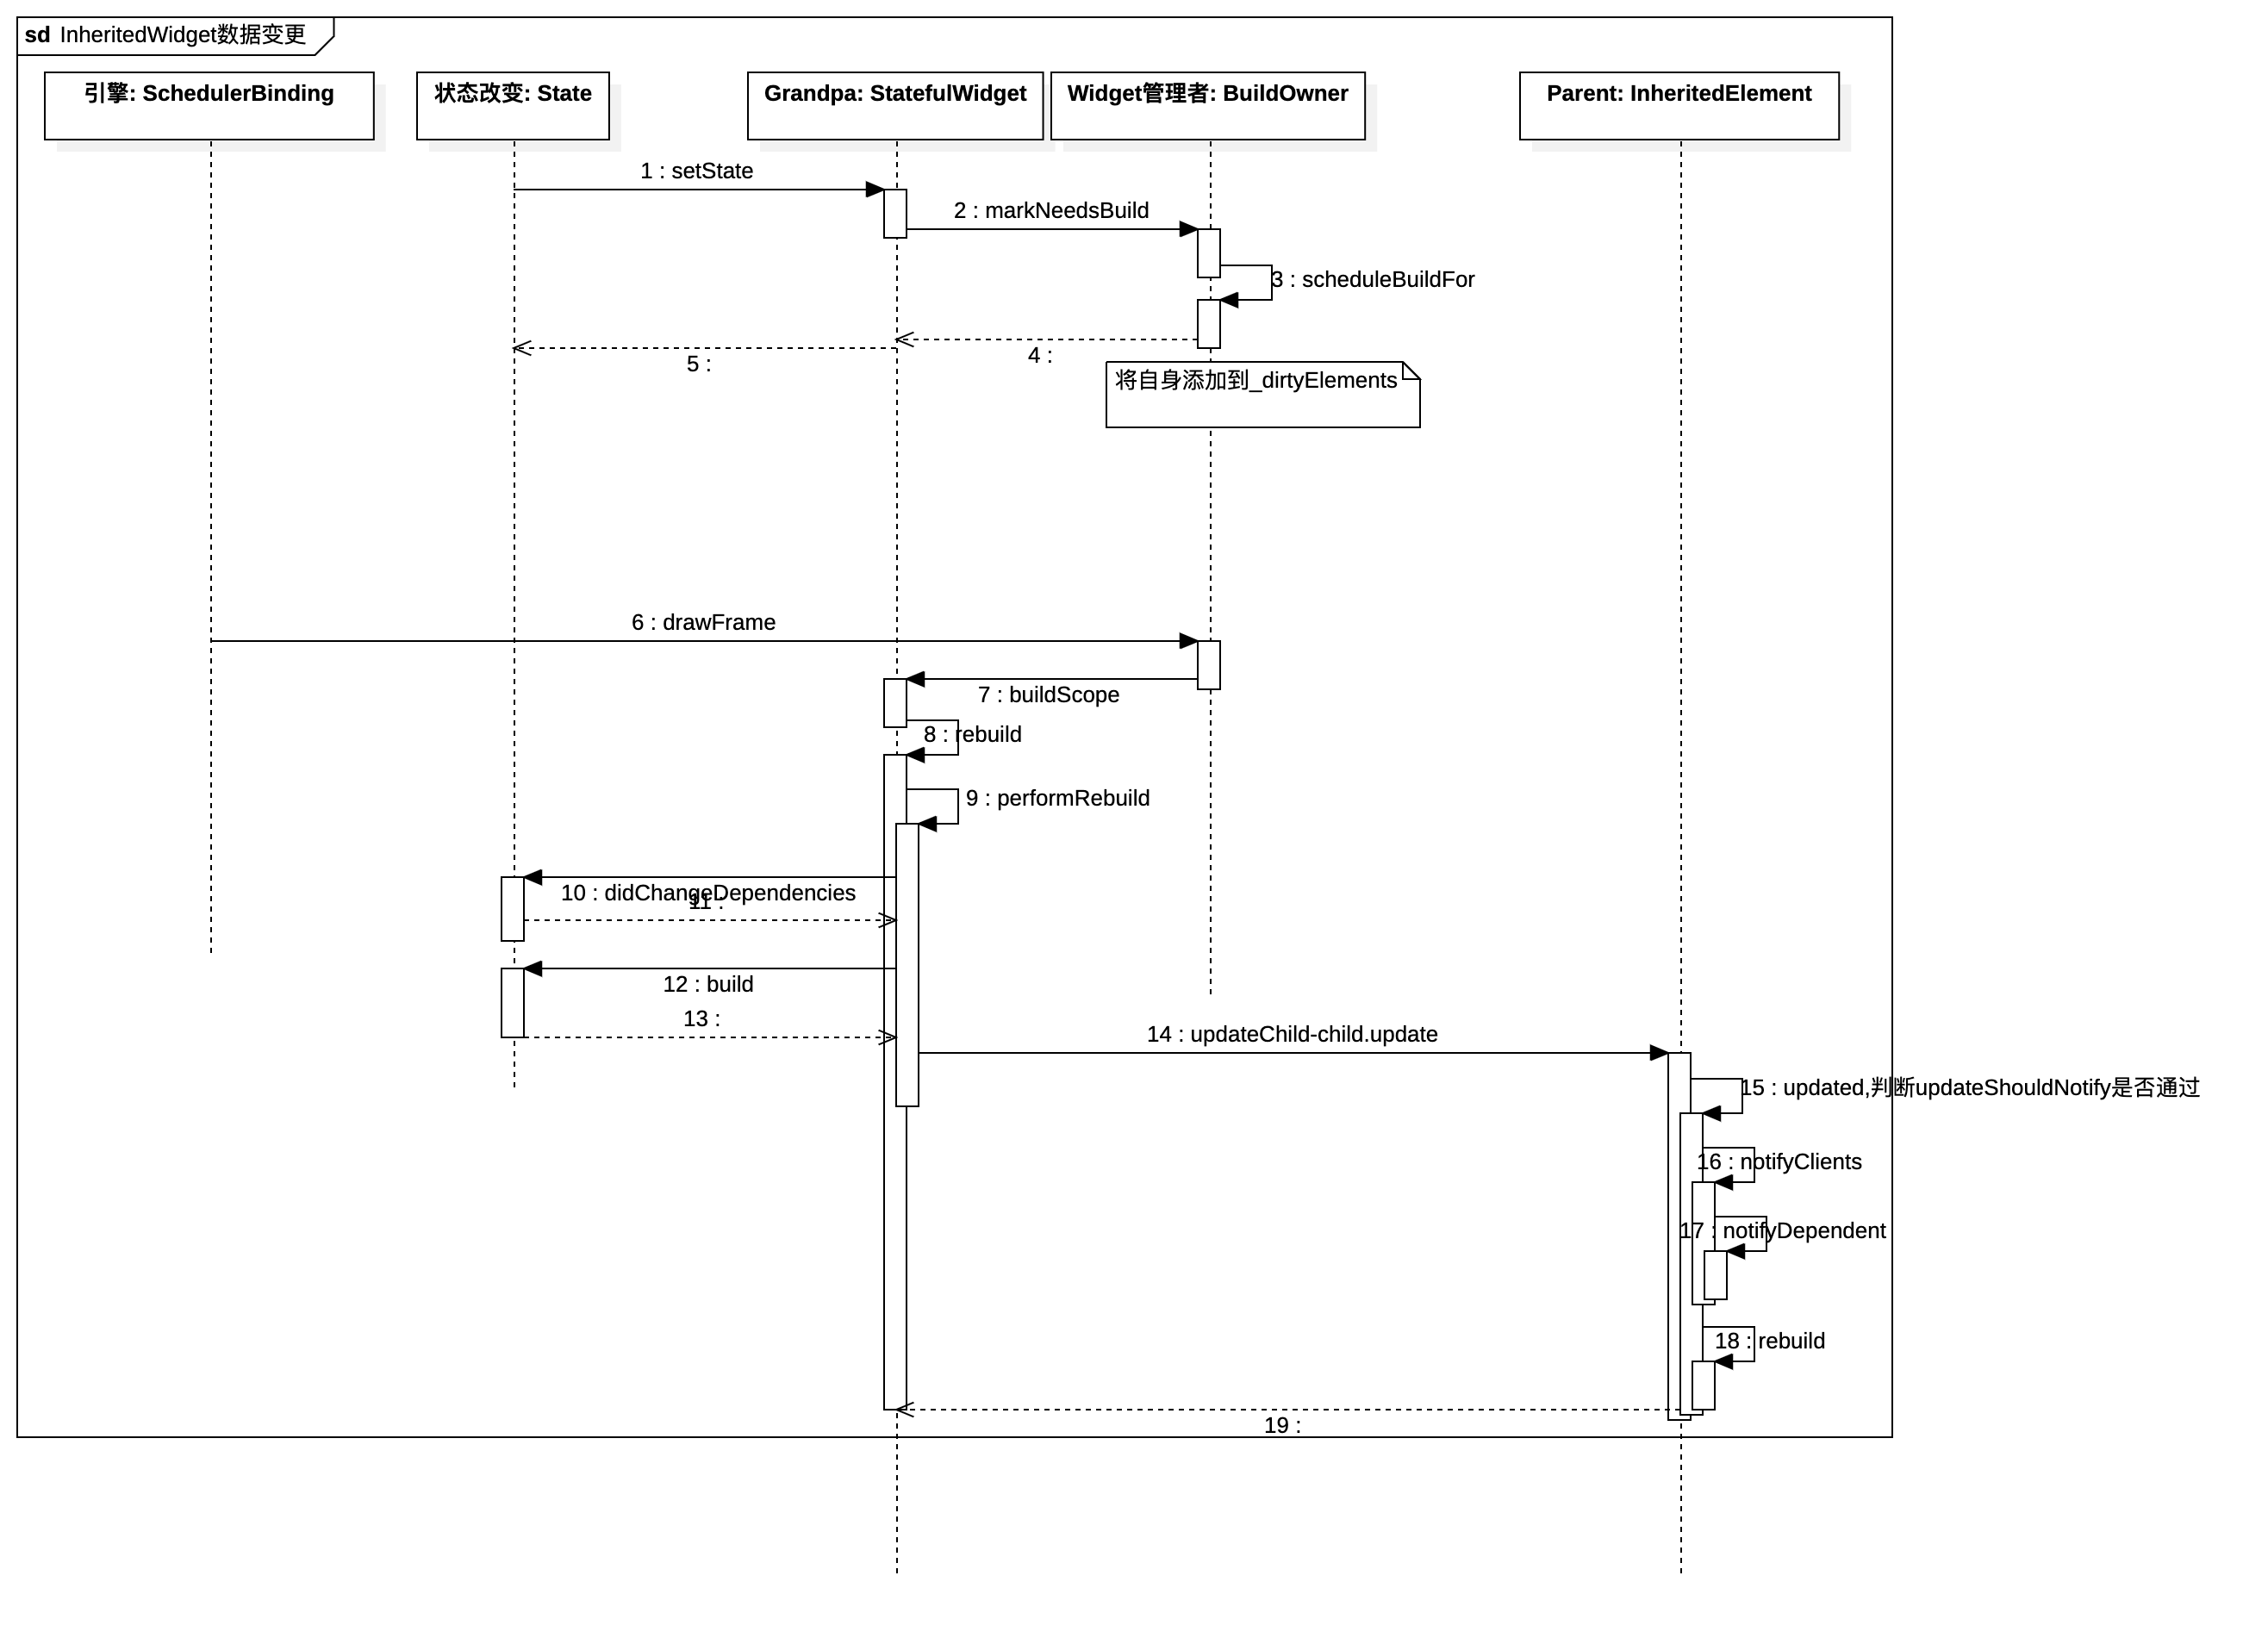 sd InheritedWidget数据变更
引擎: SchedulerBinding
状态改变: State
Grandpa: StatefulWidget
Widget管理者: BuildOwner
Parent: InheritedElement
1 : setState
2 : markNeedsBuild
3 : scheduleBuildFor
4 :
5 :
将自身添加到_dirtyElements
6 : drawFrame
7 : buildScope
8 : rebuild
9 : performRebuild
10 : didChangeDependencies
11 :
12 : build
13 :
14 : updateChild-child.update
15 : updated,判断updateShouldNotify是否通过
16 : notifyClients
17 : notifyDependent
18 : rebuild
19 :